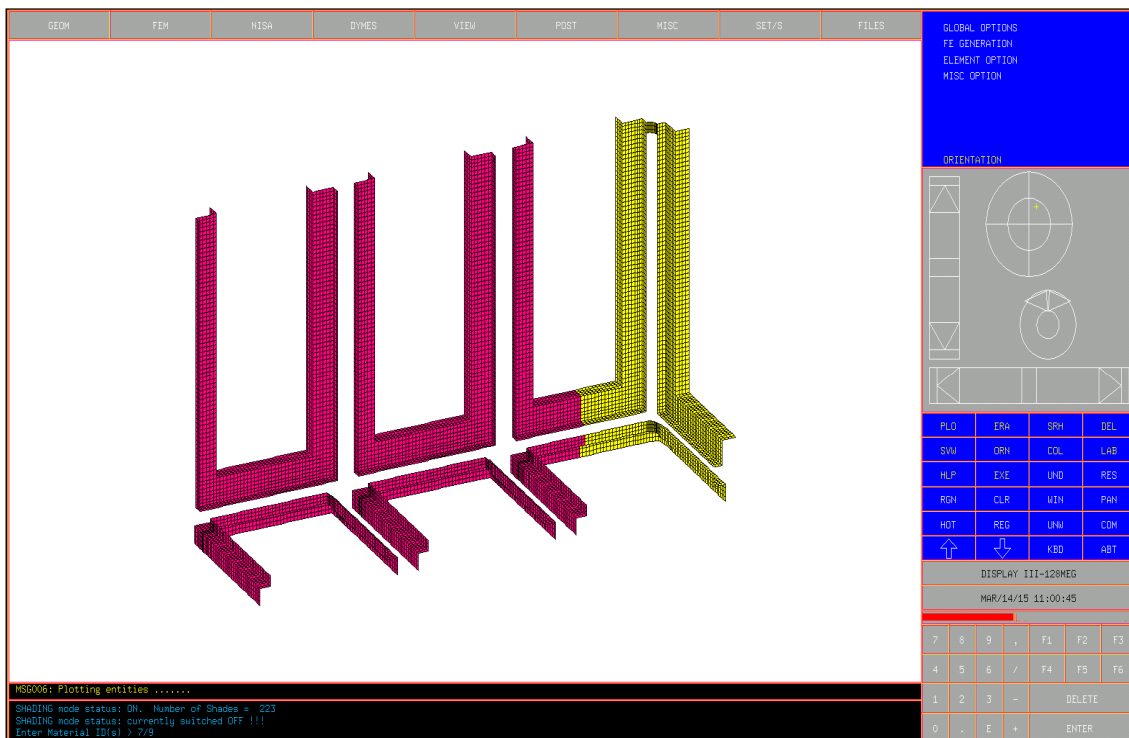 GEOM FEM NISA DYMES VIEW POST MISC SET/S FILES
GLOBAL OPTIONS
FE GENERATION
ELEMENT OPTION
MISC OPTION
ORIENTATION
PLO ERA SRH DEL
SVW ORN COL LAB
HLP EXE UND RES
RGN CLR WIN PAN
HOT REG UNW COM
KBD ABT
DISPLAY III-128MEG
MAR/14/15 11:00:45
7 8 9 , F1 F2 F3
4 5 6 / F4 F5 F6
1 2 3 - DELETE
0 . E + ENTER
MSG006: Plotting entities .......
SHADING mode status: ON. Number of Shades = 223
SHADING mode status: currently switched OFF !!!
Enter Material ID(s) > 7/9